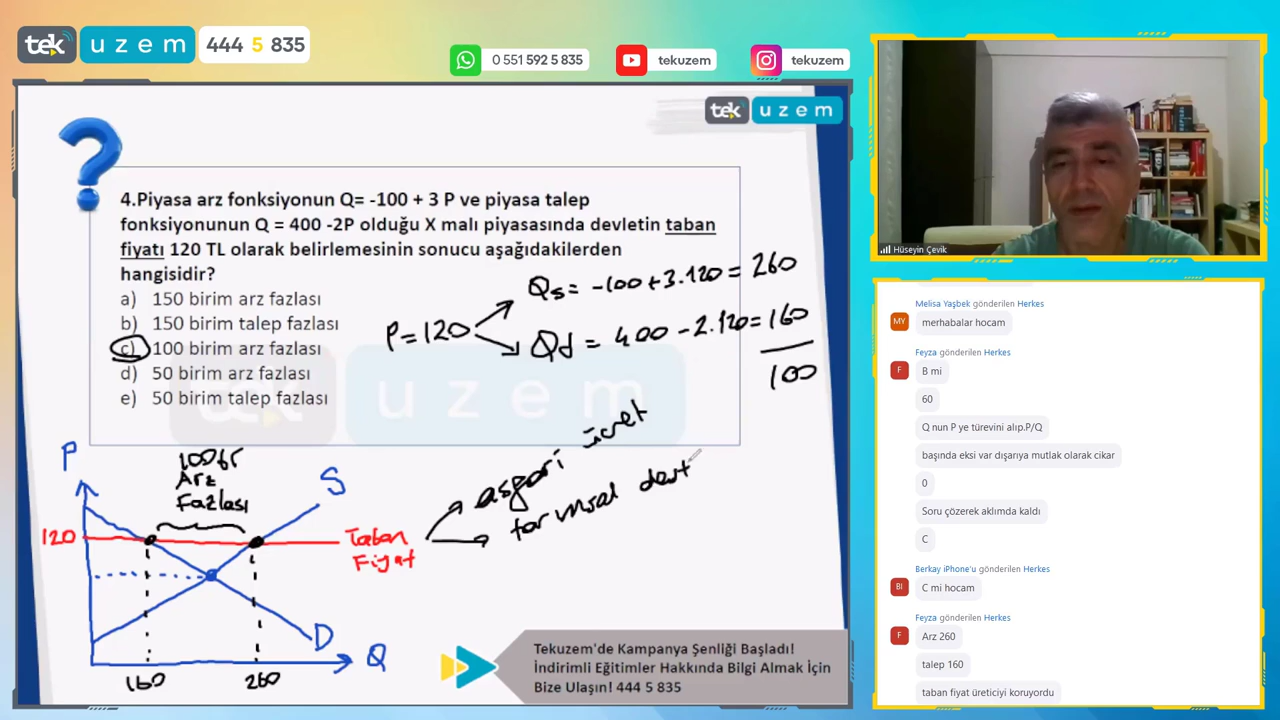 tek uzem 444 5 835
0 551 592 5 835
tekuzem
tekuzem
tek uzem
4.Piyasa arz fonksiyonun Q= -100 + 3 P ve piyasa talep
fonksiyonunun Q = 400 -2P olduğu X malı piyasasında devletin taban
fiyatı 120 TL olarak belirlemesinin sonucu aşağıdakilerden
hangisidir?
a) 150 birim arz fazlası
b) 150 birim talep fazlası
c) 100 birim arz fazlası
d) 50 birim arz fazlası
e) 50 birim talep fazlası
P=120
Qs = -100+3.120 = 260
Qd = 400 - 2.120=160
100
tek uzem
P
100br
Arz
Fazlası
S
120
Taban
Fiyat
asgari ücret
tarımsal dest
D
Q
160
260
Tekuzem'de Kampanya Şenliği Başladı!
İndirimli Eğitimler Hakkında Bilgi Almak İçin
Bize Ulaşın! 444 5 835
Hüseyin Çevik
Melisa Yaşbek gönderilen Herkes
MY
merhabalar hocam
Feyza gönderilen Herkes
F
B mi
60
Q nun P ye türevini alıp.P/Q
başında eksi var dışarıya mutlak olarak cikar
0
Soru çözerek aklımda kaldı
C
Berkay iPhone'u gönderilen Herkes
BI
C mi hocam
Feyza gönderilen Herkes
F
Arz 260
talep 160
taban fiyat üreticiyi koruyordu